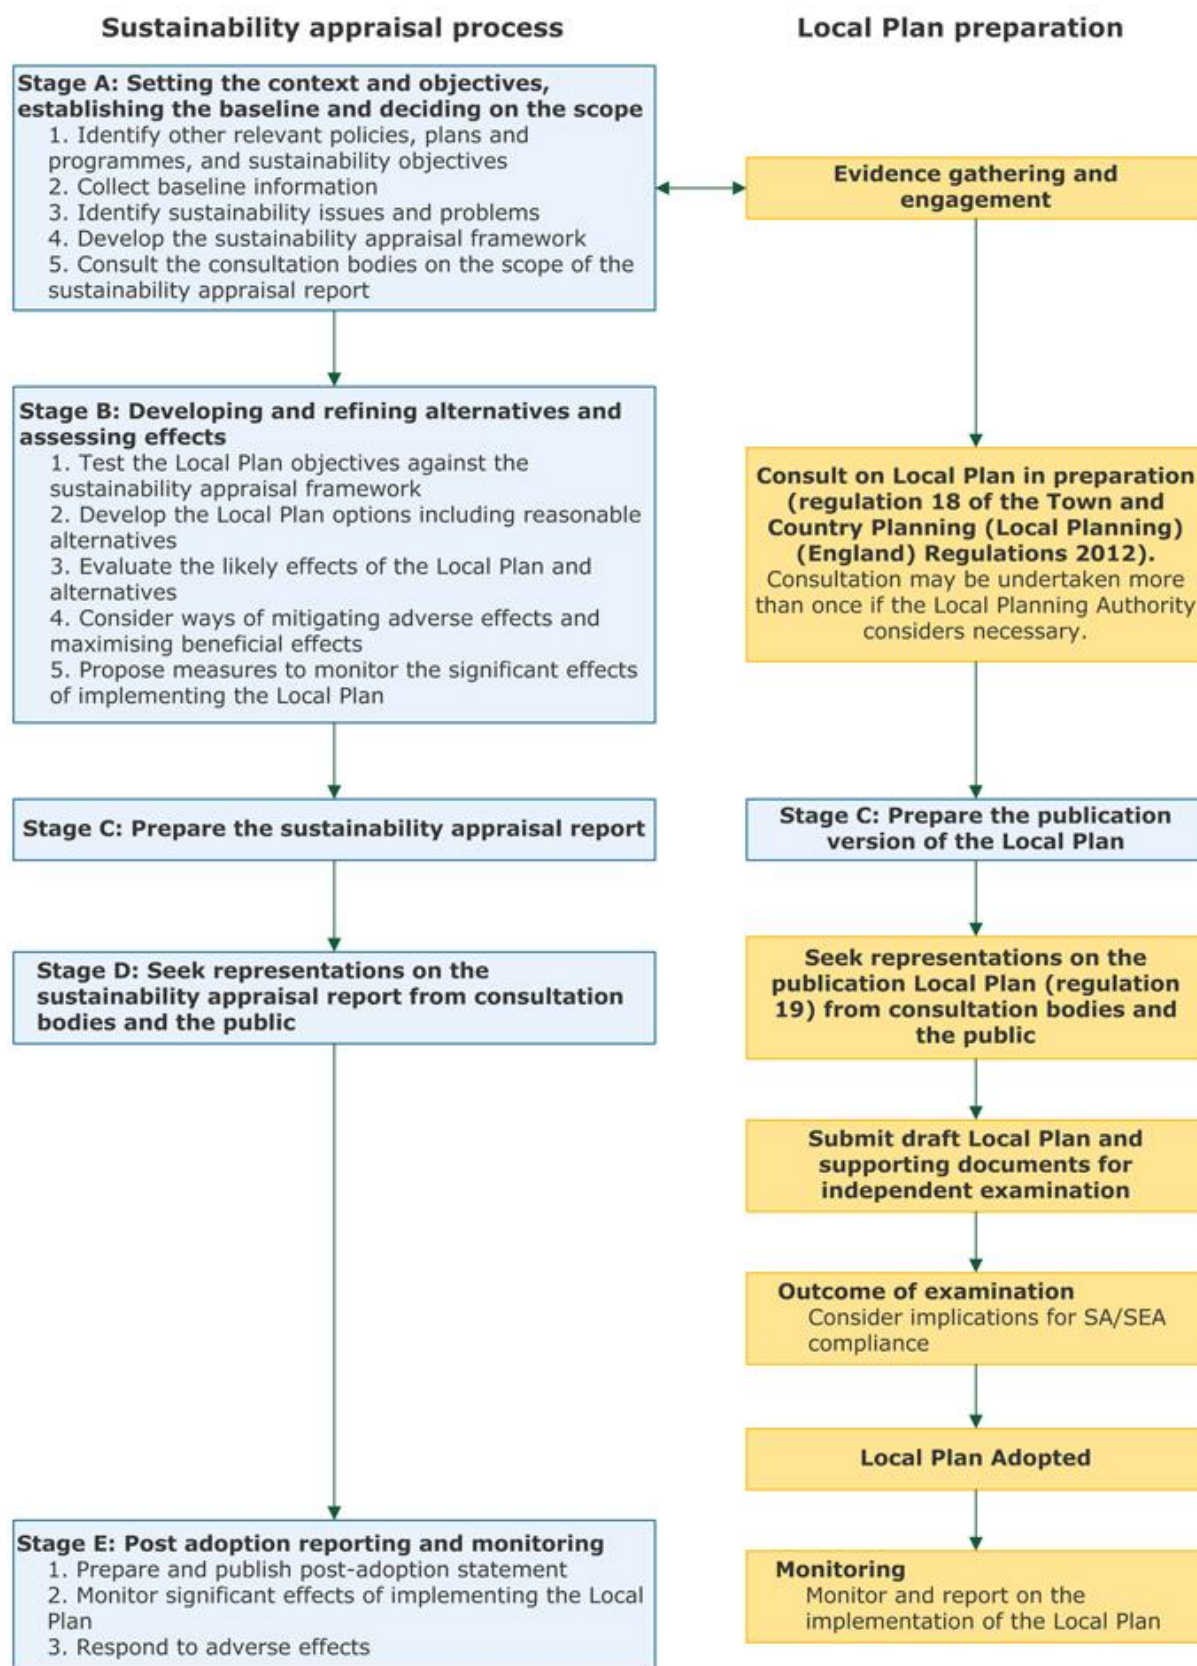 Sustainability appraisal process
Local Plan preparation
Stage A: Setting the context and objectives,
establishing the baseline and deciding on the scope
1. Identify other relevant policies, plans and
programmes, and sustainability objectives
2. Collect baseline information
3. Identify sustainability issues and problems
4. Develop the sustainability appraisal framework
5. Consult the consultation bodies on the scope of the
sustainability appraisal report
Evidence gathering and
engagement
Stage B: Developing and refining alternatives and
assessing effects
1. Test the Local Plan objectives against the
sustainability appraisal framework
2. Develop the Local Plan options including reasonable
alternatives
3. Evaluate the likely effects of the Local Plan and
alternatives
4. Consider ways of mitigating adverse effects and
maximising beneficial effects
5. Propose measures to monitor the significant effects
of implementing the Local Plan
Consult on Local Plan in preparation
(regulation 18 of the Town and
Country Planning (Local Planning)
(England) Regulations 2012).
Consultation may be undertaken more
than once if the Local Planning Authority
considers necessary.
Stage C: Prepare the sustainability appraisal report
Stage C: Prepare the publication
version of the Local Plan
Stage D: Seek representations on the
sustainability appraisal report from consultation
bodies and the public
Seek representations on the
publication Local Plan (regulation
19) from consultation bodies and
the public
Submit draft Local Plan and
supporting documents for
independent examination
Outcome of examination
Consider implications for SA/SEA
compliance
Local Plan Adopted
Stage E: Post adoption reporting and monitoring
1. Prepare and publish post-adoption statement
2. Monitor significant effects of implementing the Local
Plan
3. Respond to adverse effects
Monitoring
Monitor and report on the
implementation of the Local Plan